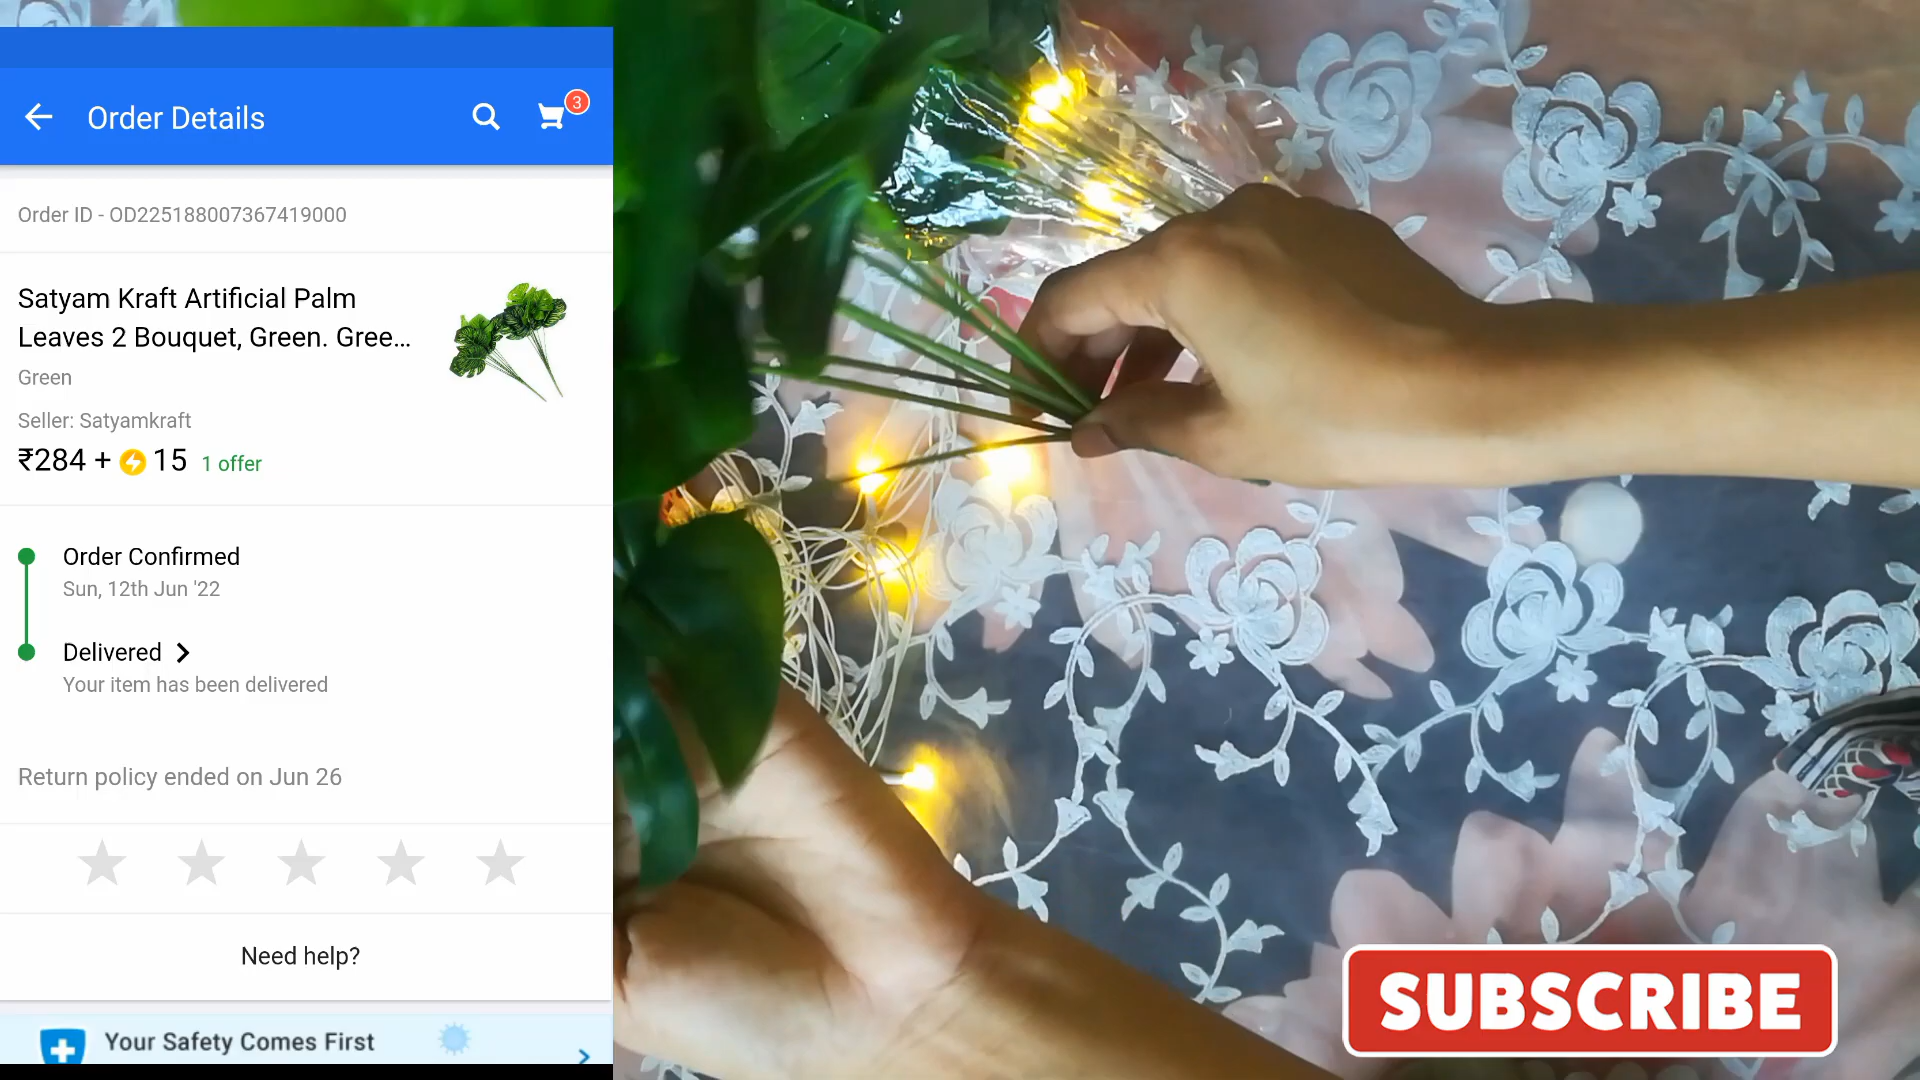 Order Details
3
Order ID - OD225188007367419000
Satyam Kraft Artificial Palm
Leaves 2 Bouquet, Green. Gree...
Green
Seller: Satyamkraft
₹284 + 15 1 offer
Order Confirmed
Sun, 12th Jun '22
Delivered
Your item has been delivered
Return policy ended on Jun 26
Need help?
Your Safety Comes First
SUBSCRIBE